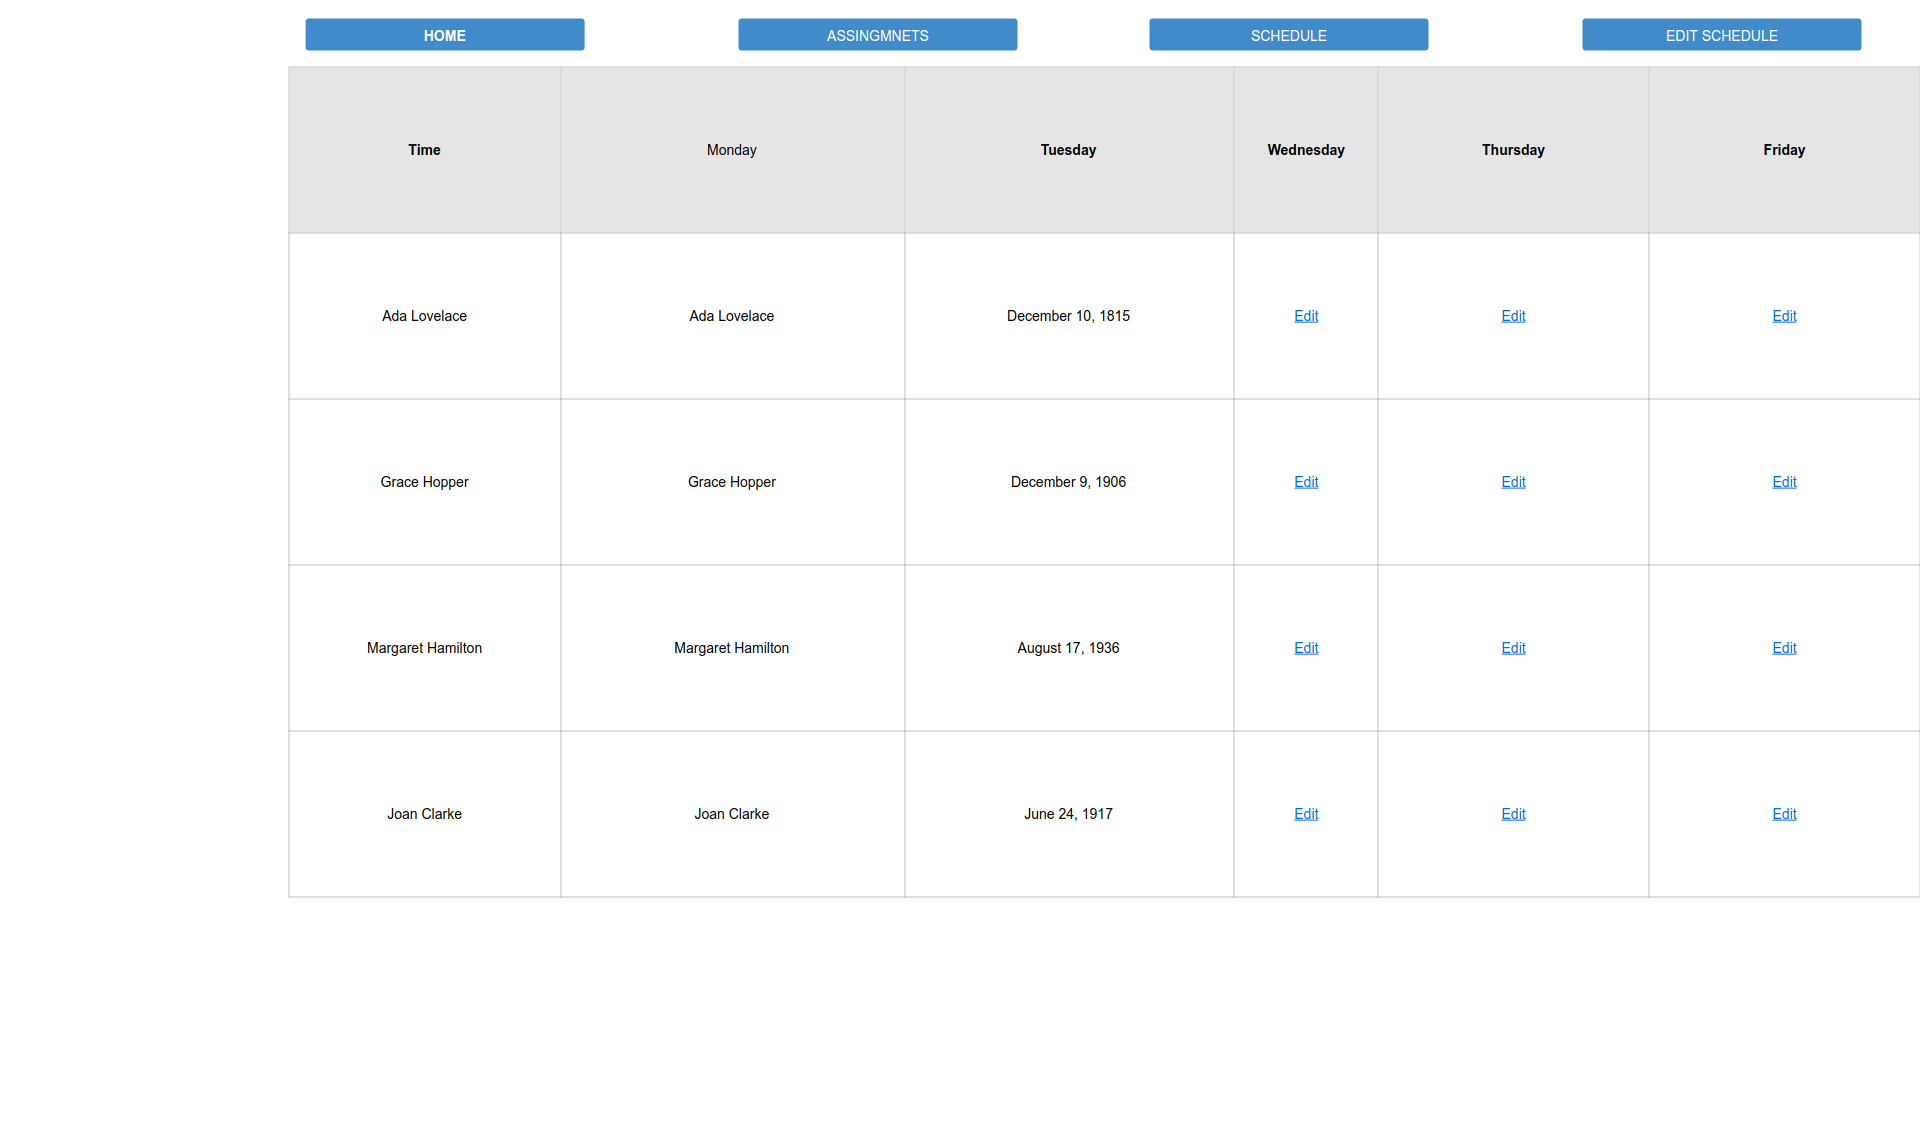 HOME ASSINGMNETS SCHEDULE EDIT SCHEDULE
Time Monday Tuesday Wednesday Thursday Friday
Ada Lovelace Ada Lovelace December 10, 1815 Edit Edit Edit
Grace Hopper Grace Hopper December 9, 1906 Edit Edit Edit
Margaret Hamilton Margaret Hamilton August 17, 1936 Edit Edit Edit
Joan Clarke Joan Clarke June 24, 1917 Edit Edit Edit